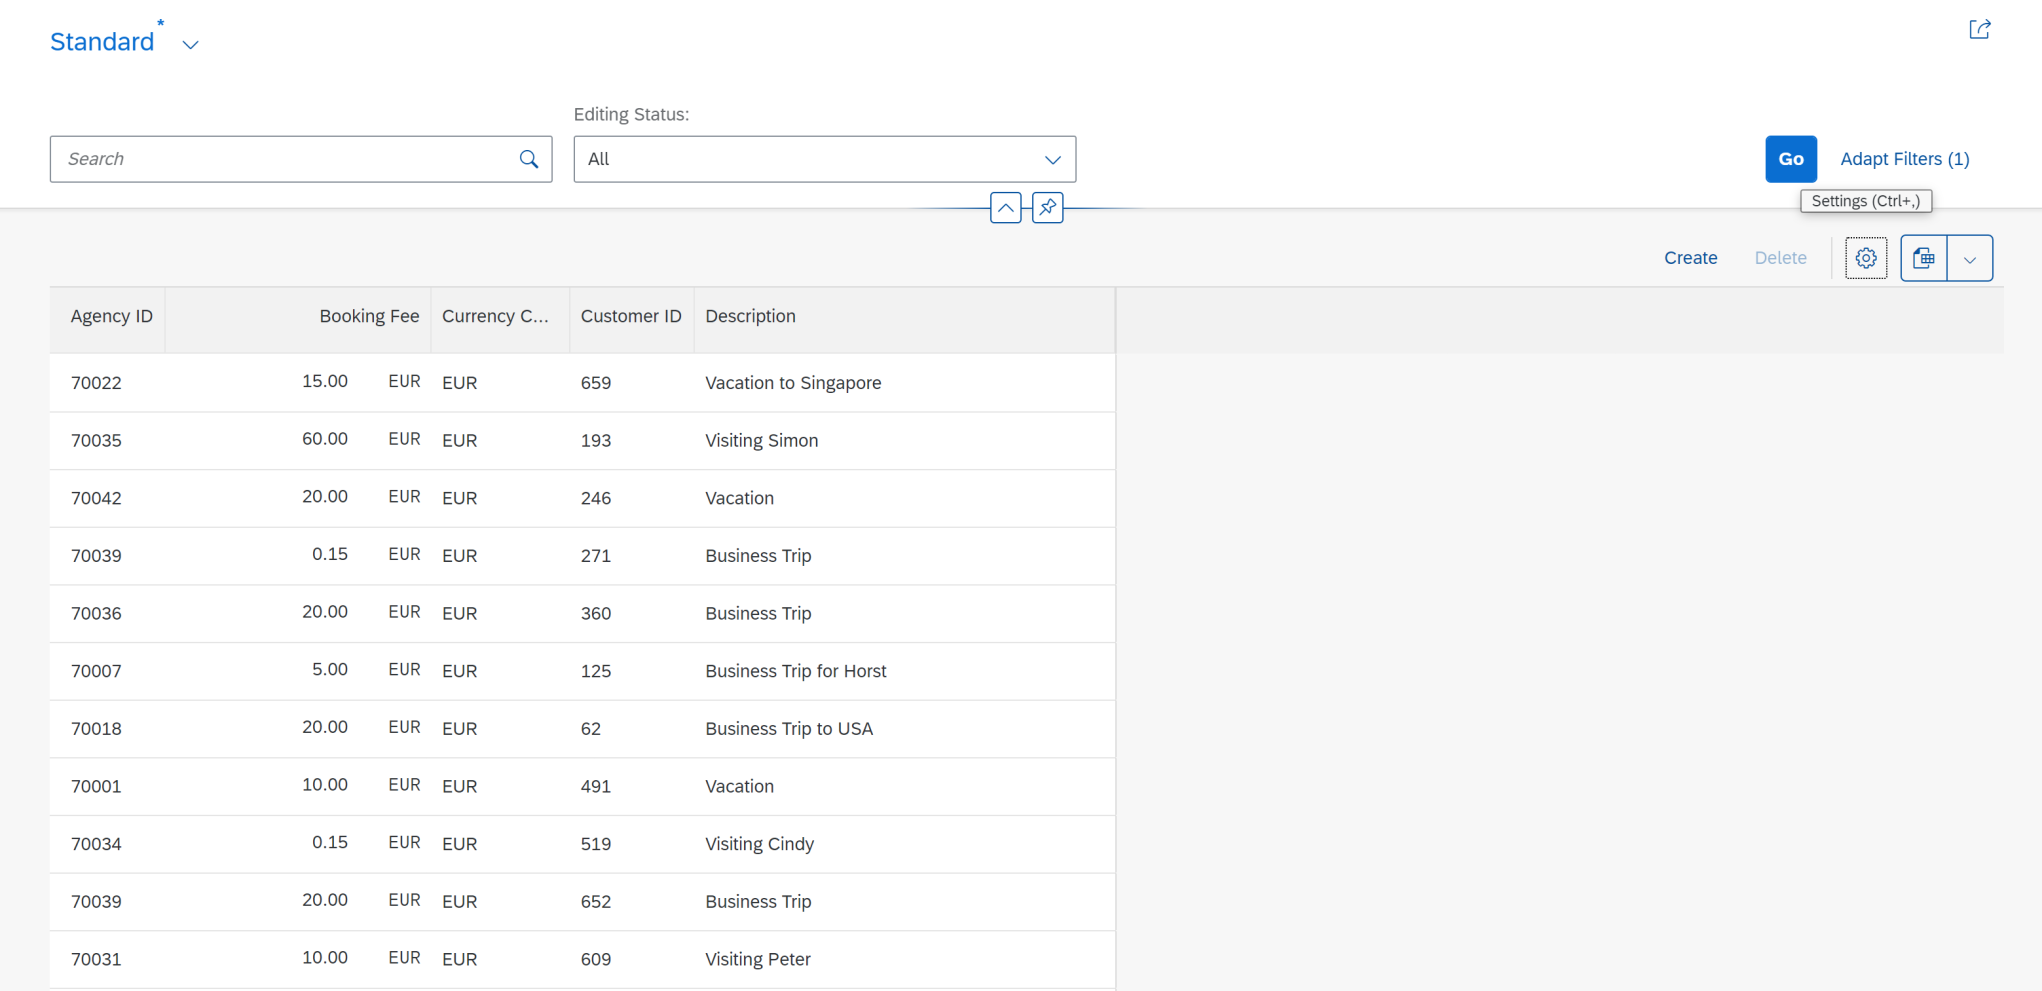 Standard *
Editing Status:
Search
All
Go
Adapt Filters (1)
Settings (Ctrl+,)
Create
Delete
Agency ID Booking Fee Currency C... Customer ID Description
70022 15.00 EUR EUR 659 Vacation to Singapore
70035 60.00 EUR EUR 193 Visiting Simon
70042 20.00 EUR EUR 246 Vacation
70039 0.15 EUR EUR 271 Business Trip
70036 20.00 EUR EUR 360 Business Trip
70007 5.00 EUR EUR 125 Business Trip for Horst
70018 20.00 EUR EUR 62 Business Trip to USA
70001 10.00 EUR EUR 491 Vacation
70034 0.15 EUR EUR 519 Visiting Cindy
70039 20.00 EUR EUR 652 Business Trip
70031 10.00 EUR EUR 609 Visiting Peter